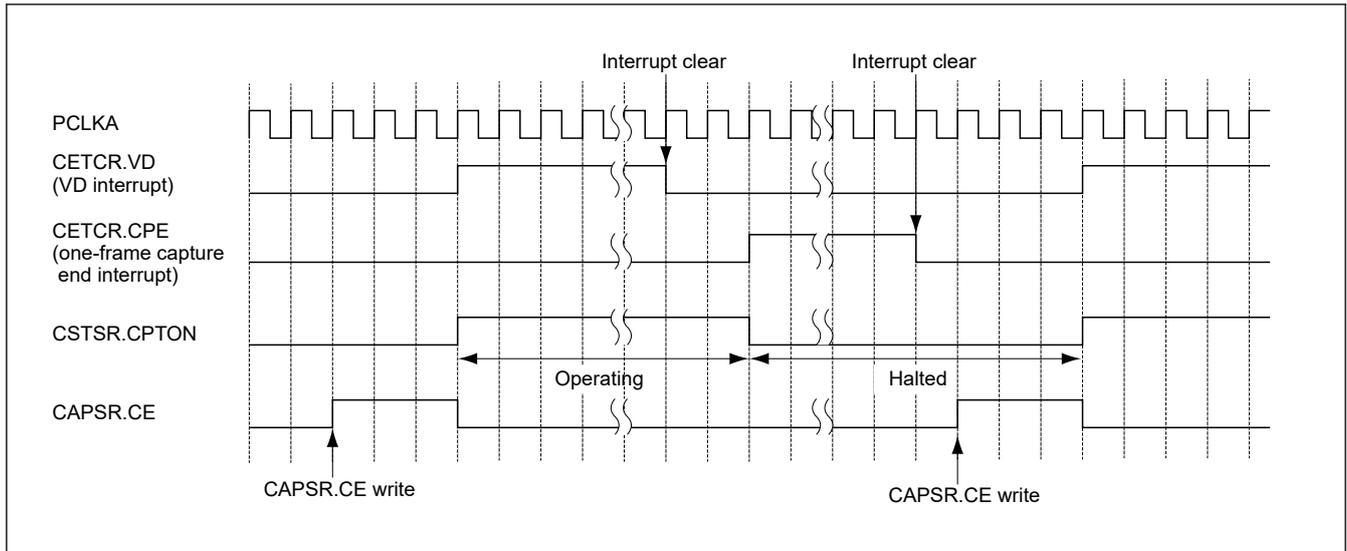 Interrupt clear
Interrupt clear
PCLKA
CETCR.VD
(VD interrupt)
CETCR.CPE
(one-frame capture
end interrupt)
CSTSR.CPTON
Operating
Halted
CAPSR.CE
CAPSR.CE write
CAPSR.CE write